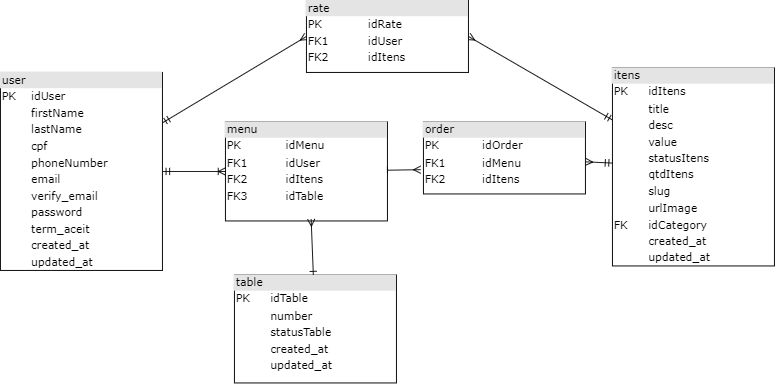 rate
PK idRate
FK1 idUser
FK2 idItens
user
PK idUser
firstName
lastName
cpf
phoneNumber
email
verify_email
password
term_aceit
created_at
updated_at
menu
PK idMenu
FK1 idUser
FK2 idItens
FK3 idTable
order
PK idOrder
FK1 idMenu
FK2 idItens
itens
PK idItens
title
desc
value
statusItens
qtdItens
slug
urlImage
FK idCategory
created_at
updated_at
table
PK idTable
number
statusTable
created_at
updated_at